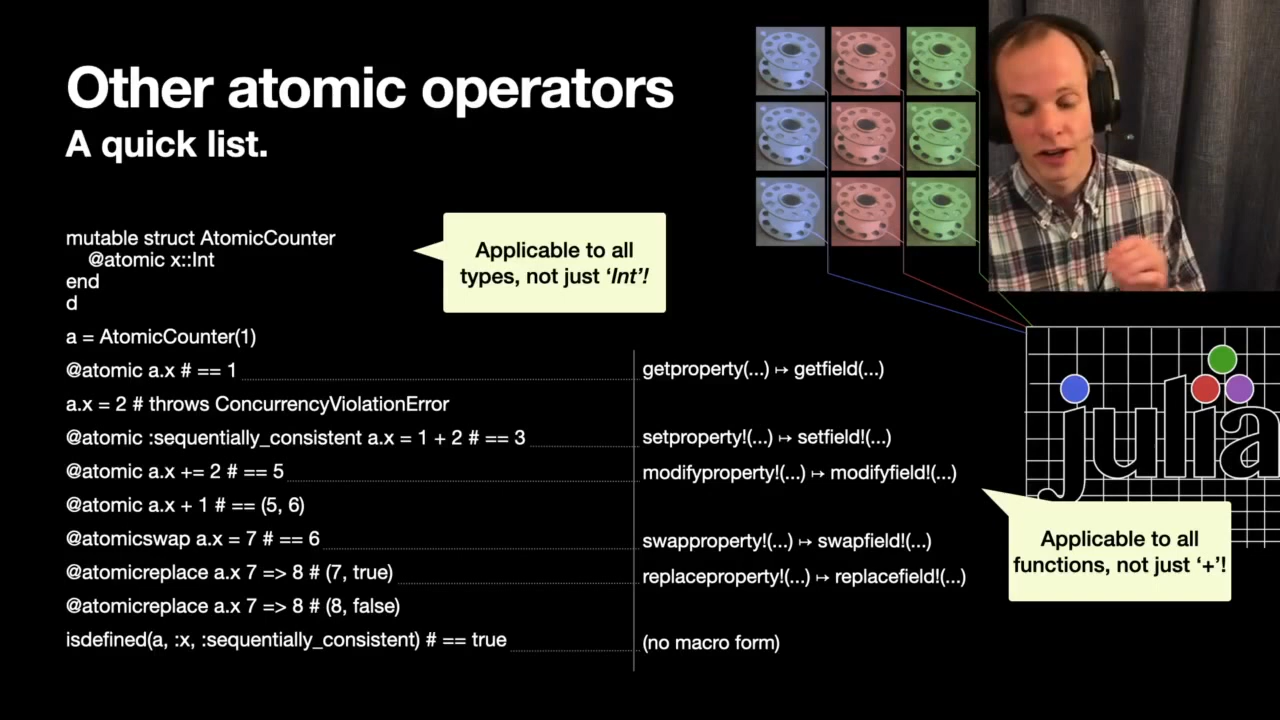 Other atomic operators
A quick list.
mutable struct AtomicCounter
@atomic x::Int
end
d
Applicable to all
types, not just ‘Int’!
a = AtomicCounter(1)
@atomic a.x # == 1
getproperty(...) ↦ getfield(...)
a.x = 2 # throws ConcurrencyViolationError
@atomic :sequentially_consistent a.x = 1 + 2 # == 3
setproperty!(...) ↦ setfield!(...)
@atomic a.x += 2 # == 5
modifyproperty!(...) ↦ modifyfield!(...)
@atomic a.x + 1 # == (5, 6)
@atomicswap a.x = 7 # == 6
swapproperty!(...) ↦ swapfield!(...)
@atomicreplace a.x 7 => 8 # (7, true)
replaceproperty!(...) ↦ replacefield!(...)
@atomicreplace a.x 7 => 8 # (8, false)
isdefined(a, :x, :sequentially_consistent) # == true
(no macro form)
julia
Applicable to all
functions, not just ‘+’!